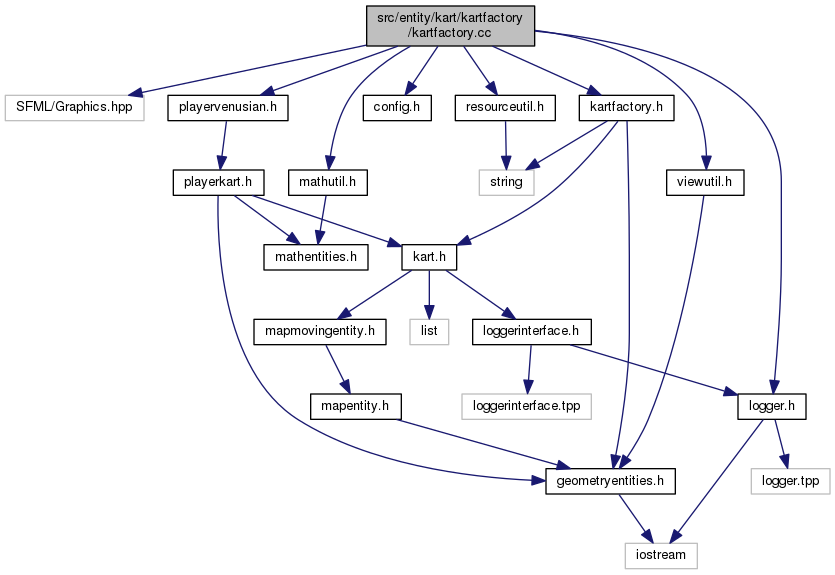 src/entity/kart/kartfactory
/kartfactory.cc
SFML/Graphics.hpp
playervenusian.h
config.h
resourceutil.h
kartfactory.h
playerkart.h
mathutil.h
string
viewutil.h
mathentities.h
kart.h
mapmovingentity.h
list
loggerinterface.h
mapentity.h
loggerinterface.tpp
logger.h
geometryentities.h
logger.tpp
iostream